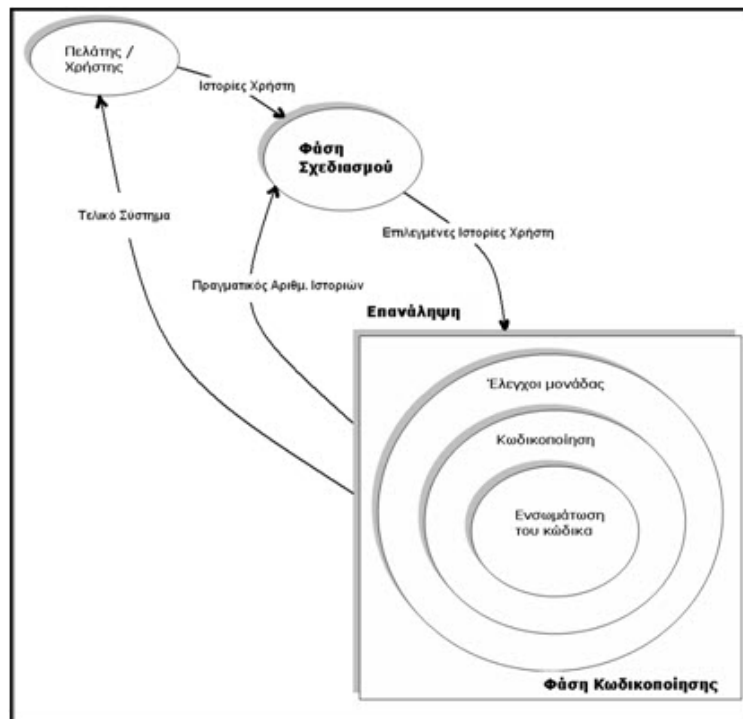 Πελάτης /
Χρήστης
Ιστορίες Χρήστη
Φάση
Σχεδιασμού
Τελικό Σύστημα
Επιλεγμένες Ιστορίες Χρήστη
Πραγματικός Αριθμ. Ιστοριών
Επανάληψη
Έλεγχοι μονάδας
Κωδικοποίηση
Ενσωμάτωση
του κώδικα
Φάση Κωδικοποίησης